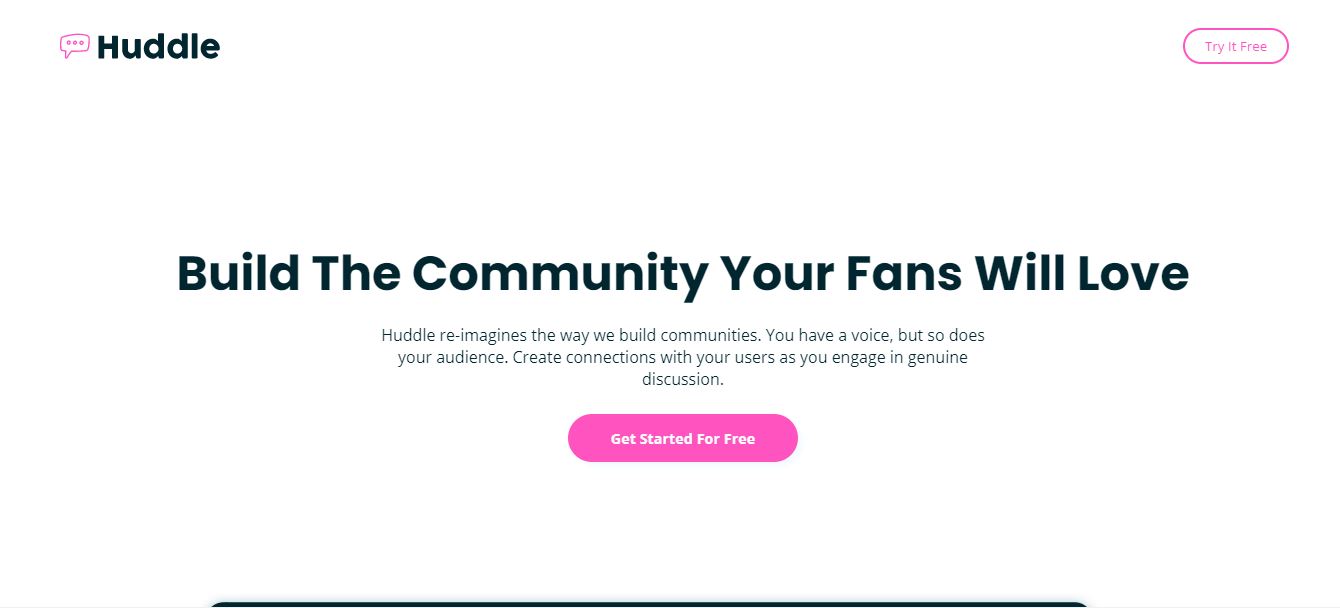 Huddle
Try It Free
Build The Community Your Fans Will Love
Huddle re-imagines the way we build communities. You have a voice, but so does
your audience. Create connections with your users as you engage in genuine
discussion.
Get Started For Free